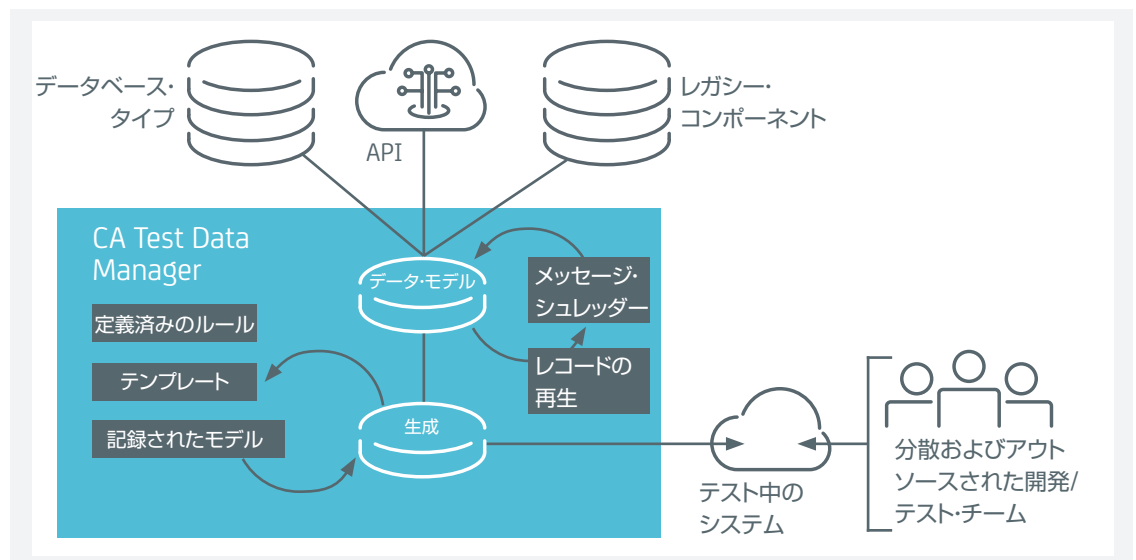 データベース・
タイプ
API
レガシー・
コンポーネント
CA Test Data
Manager
データ・モデル
メッセージ・
シュレッダー
定義済みのルール
レコードの
再生
テンプレート
記録されたモデル
生成
テスト中の
システム
分散およびアウト
ソースされた開発/
テスト・チーム